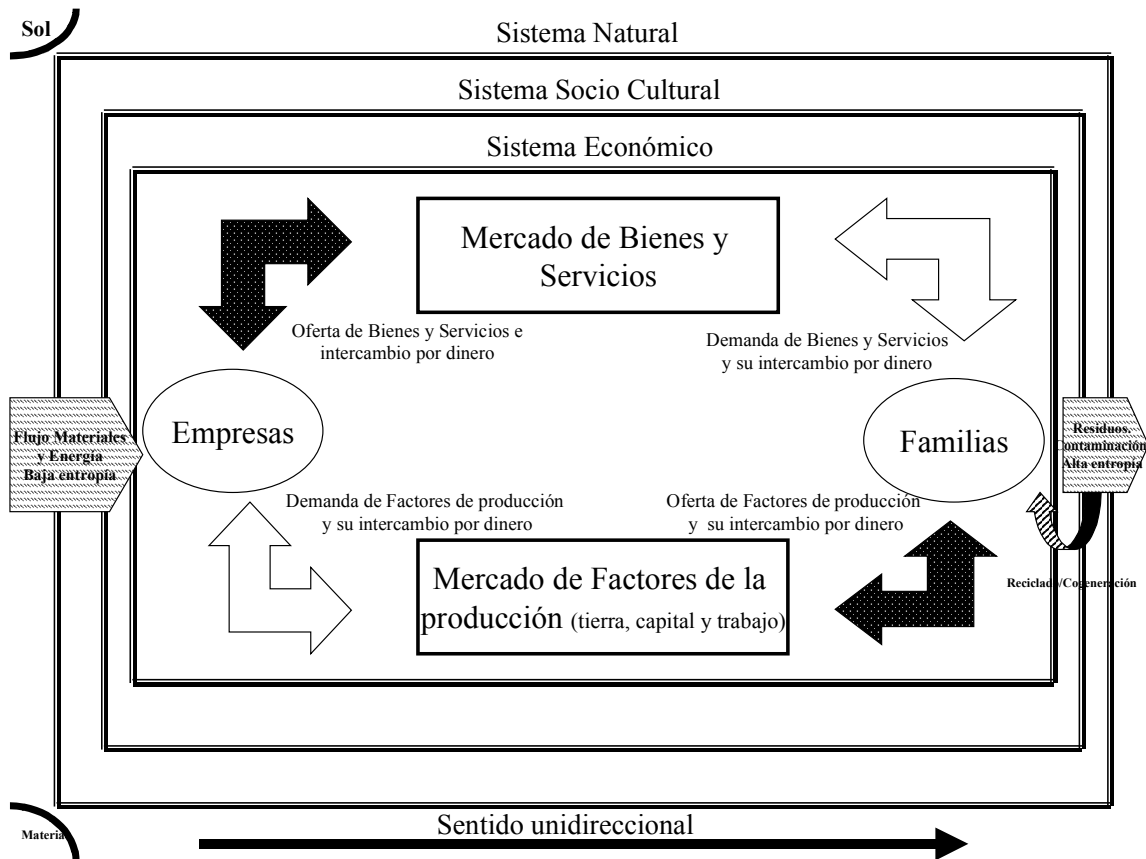 Sol
Sistema Natural
Sistema Socio Cultural
Sistema Económico
Mercado de Bienes y
Servicios
Oferta de Bienes y Servicios e
intercambio por dinero
Demanda de Bienes y Servicios
y su intercambio por dinero
Flujo Materiales
y Energía
Baja entropía
Empresas
Familias
Residuos.
Contaminación
Alta entropía
Demanda de Factores de producción
y su intercambio por dinero
Oferta de Factores de producción
y su intercambio por dinero
Mercado de Factores de la
producción (tierra, capital y trabajo)
Reciclado/Cogeneración
Materia
Sentido unidireccional